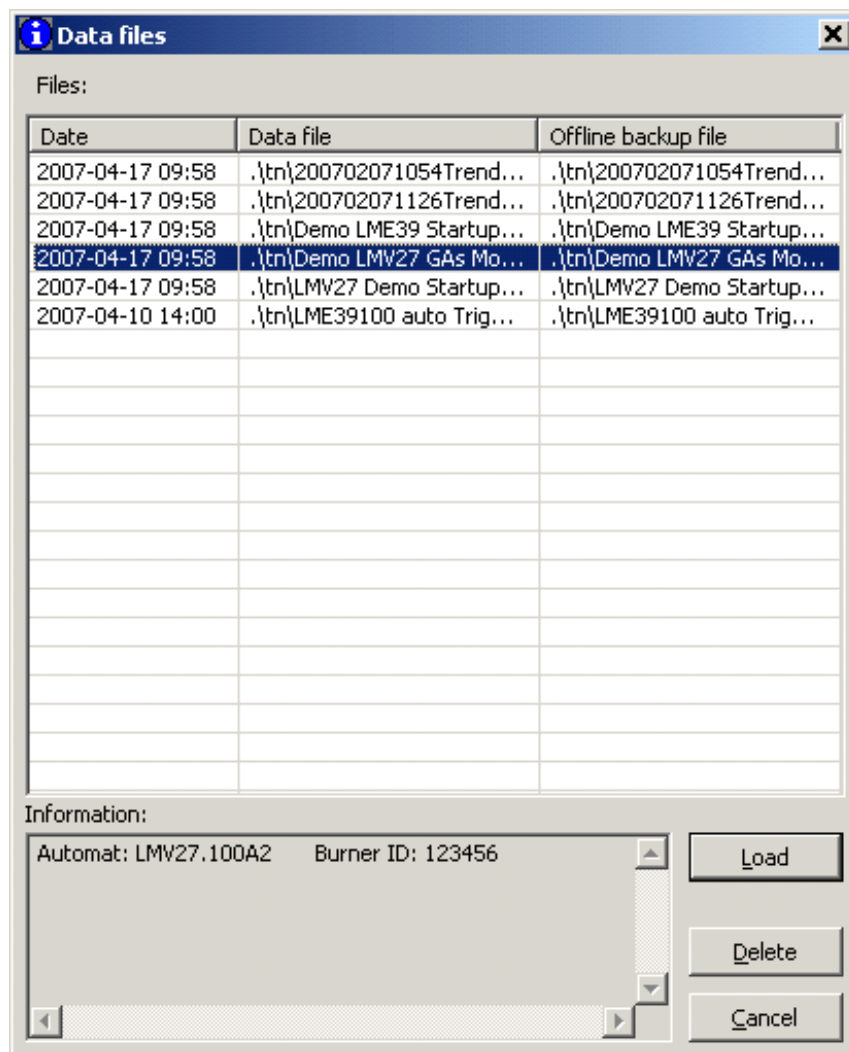 Data files
Files:
Date Data file Offline backup file
2007-04-17 09:58 .\tn\200702071054Trend... .\tn\200702071054Trend...
2007-04-17 09:58 .\tn\200702071126Trend... .\tn\200702071126Trend...
2007-04-17 09:58 .\tn\Demo LME39 Startup... .\tn\Demo LME39 Startup...
2007-04-17 09:58 .\tn\Demo LMV27 GAs Mo... .\tn\Demo LMV27 GAs Mo...
2007-04-17 09:58 .\tn\LMV27 Demo Startup... .\tn\LMV27 Demo Startup...
2007-04-10 14:00 .\tn\LME39100 auto Trig... .\tn\LME39100 auto Trig...
Information:
Automat: LMV27.100A2 Burner ID: 123456
Load
Delete
Cancel